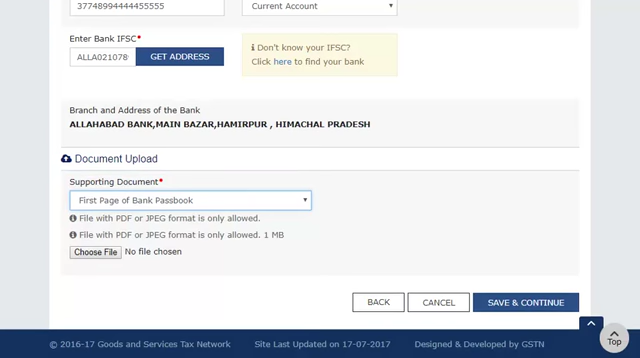 37748994444455555
Current Account
Enter Bank IFSC*
ALLA021078
GET ADDRESS
Don't know your IFSC?
Click here to find your bank
Branch and Address of the Bank
ALLAHABAD BANK,MAIN BAZAR,HAMIRPUR , HIMACHAL PRADESH
Document Upload
Supporting Document*
First Page of Bank Passbook
File with PDF or JPEG format is only allowed.
File with PDF or JPEG format is only allowed. 1 MB
Choose File No file chosen
BACK
CANCEL
SAVE & CONTINUE
© 2016-17 Goods and Services Tax Network
Site Last Updated on 17-07-2017
Designed & Developed by GSTN
Top